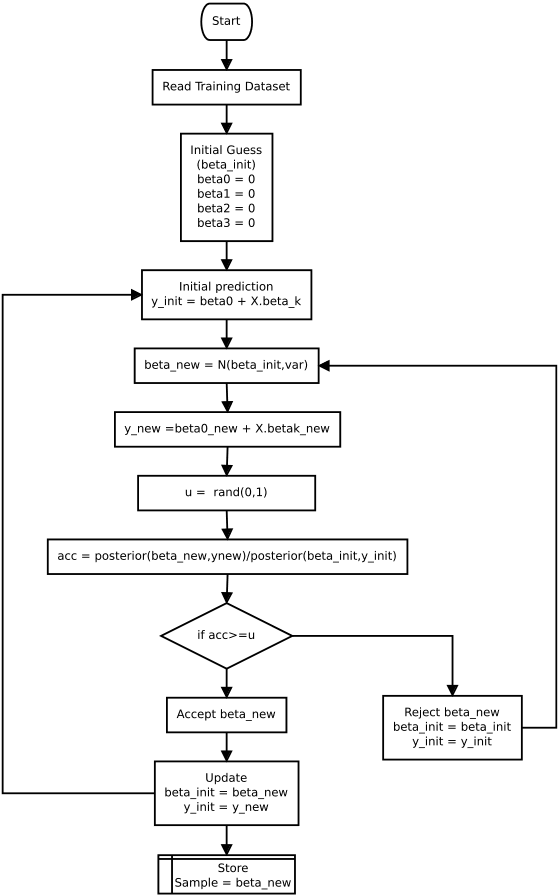 Start
Read Training Dataset
Initial Guess
(beta_init)
beta0 = 0
beta1 = 0
beta2 = 0
beta3 = 0
Initial prediction
y_init = beta0 + X.beta_k
beta_new = N(beta_init,var)
y_new =beta0_new + X.betak_new
u =  rand(0,1)
acc = posterior(beta_new,ynew)/posterior(beta_init,y_init)
if acc>=u
Accept beta_new
Reject beta_new
beta_init = beta_init
y_init = y_init
Update
beta_init = beta_new
y_init = y_new
Store
Sample = beta_new